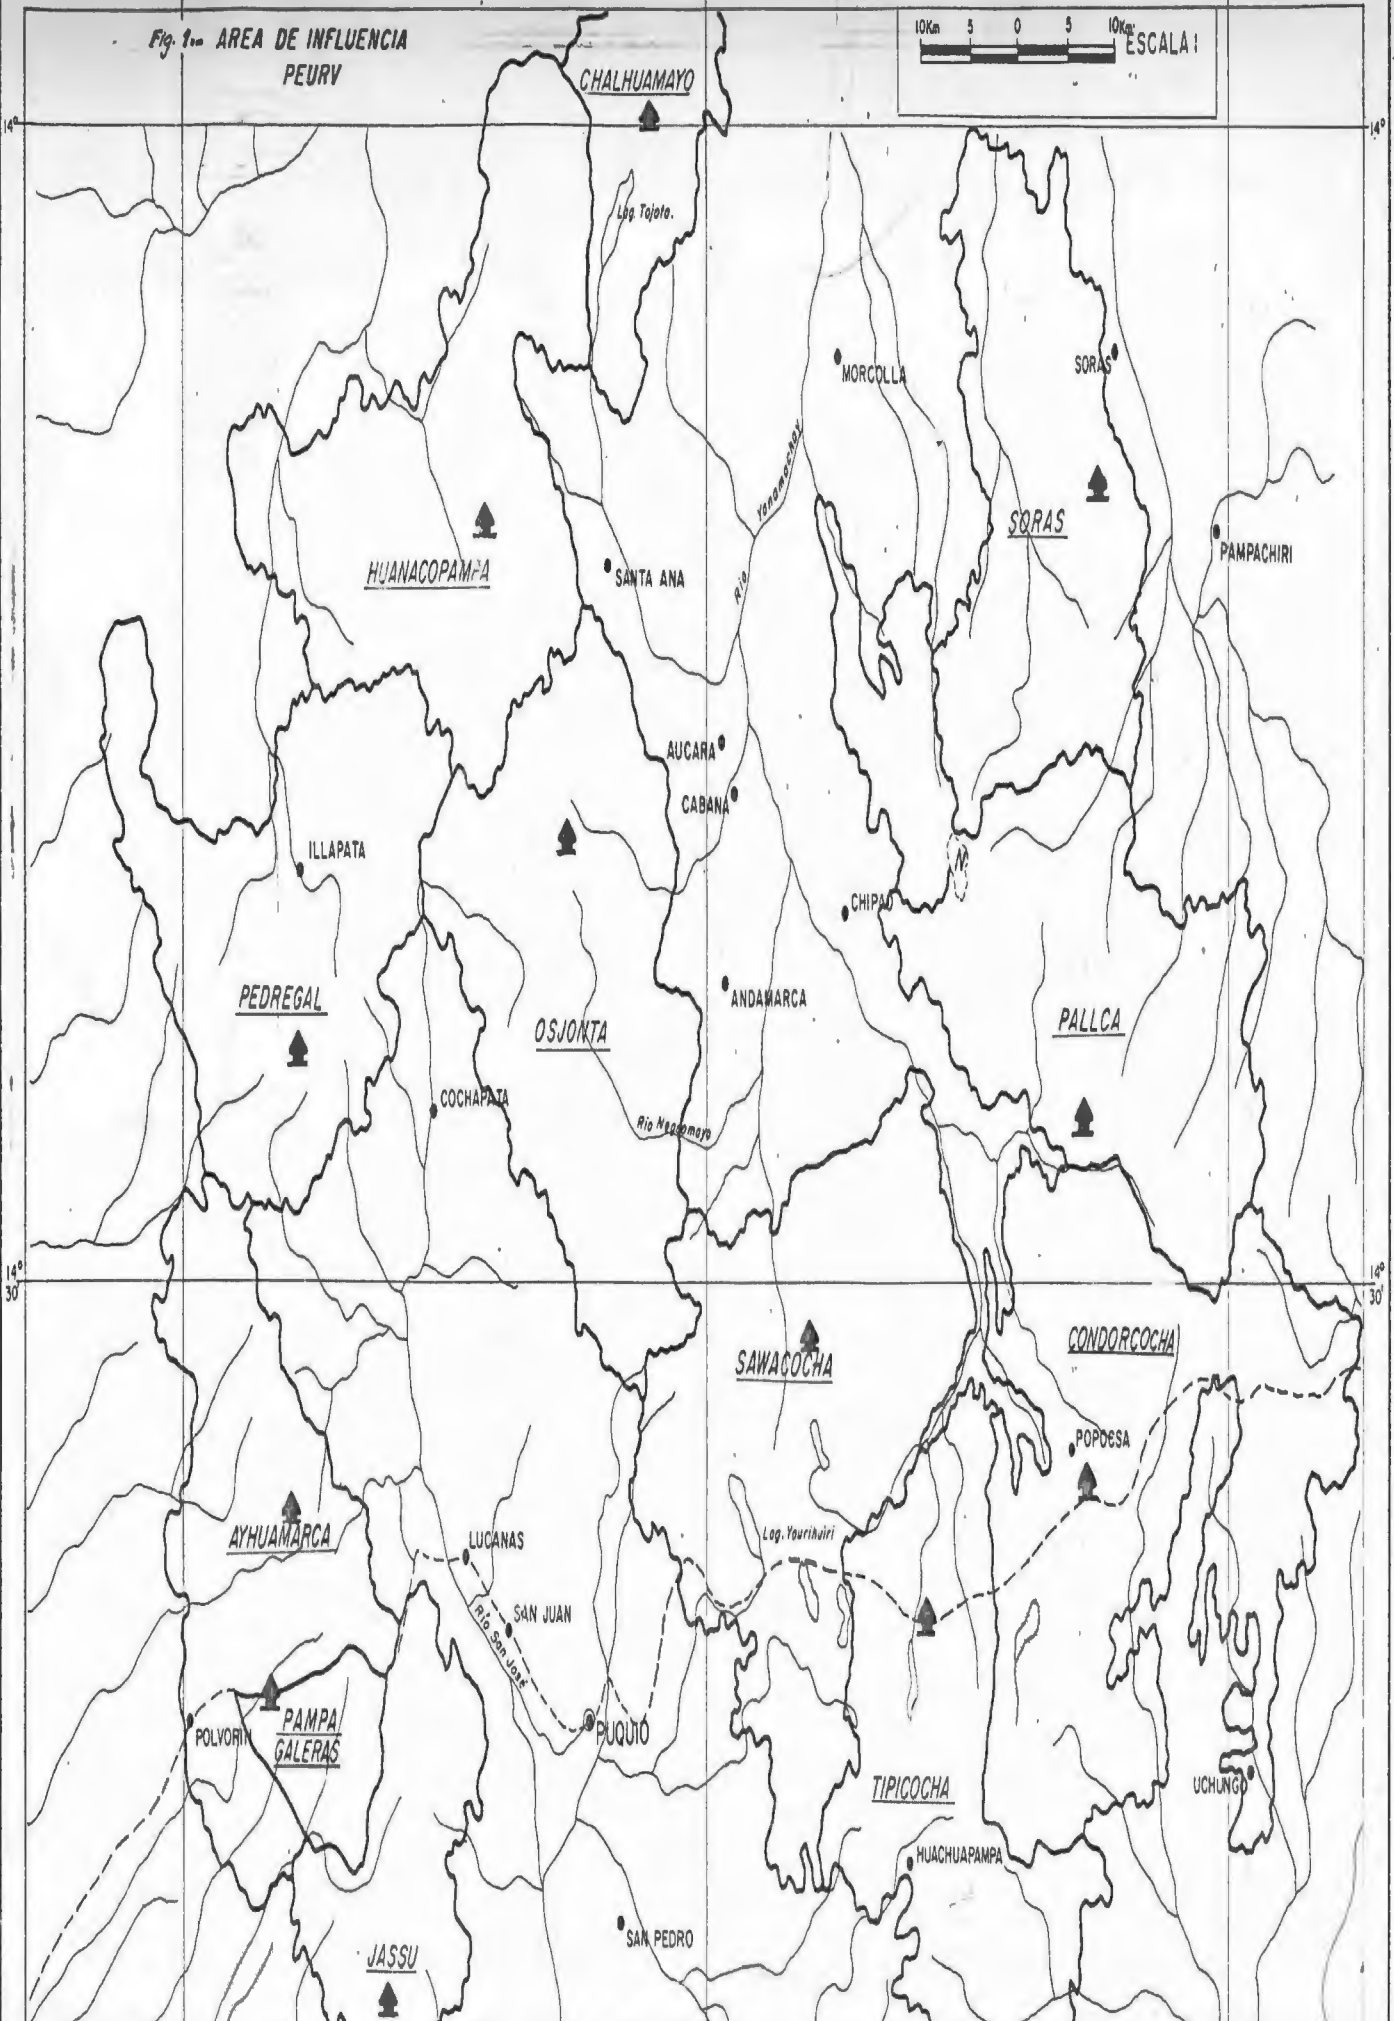 Fig. 1.- AREA DE INFLUENCIA
PEURV
10Km 5 0 5 10Km.
ESCALA:
CHALHUAMAYO
14° 14°
Lag. Tajata.
MORCOLLA
SORAS
Yanamachay
Rio
SORAS
PAMPACHIRI
HUANACOPAMPA
SANTA ANA
AUCARA
CABANA
ILLAPATA
N
CHIPAO
PEDREGAL
ANDAMARCA
OSJONTA
PALLCA
COCHAPATA
Rio Negromayo
14° 30' 14° 30'
CONDORCOCHA
SAWACOCHA
POPOESA
AYHUAMARCA
Lag. Yaurihuiri
LUCANAS
SAN JUAN
Rio San José
POLVORIN
PAMPA
GALERAS
PUQUIO
TIPICOCHA
UCHUNGO
HUACHUAPAMPA
SAN PEDRO
JASSU